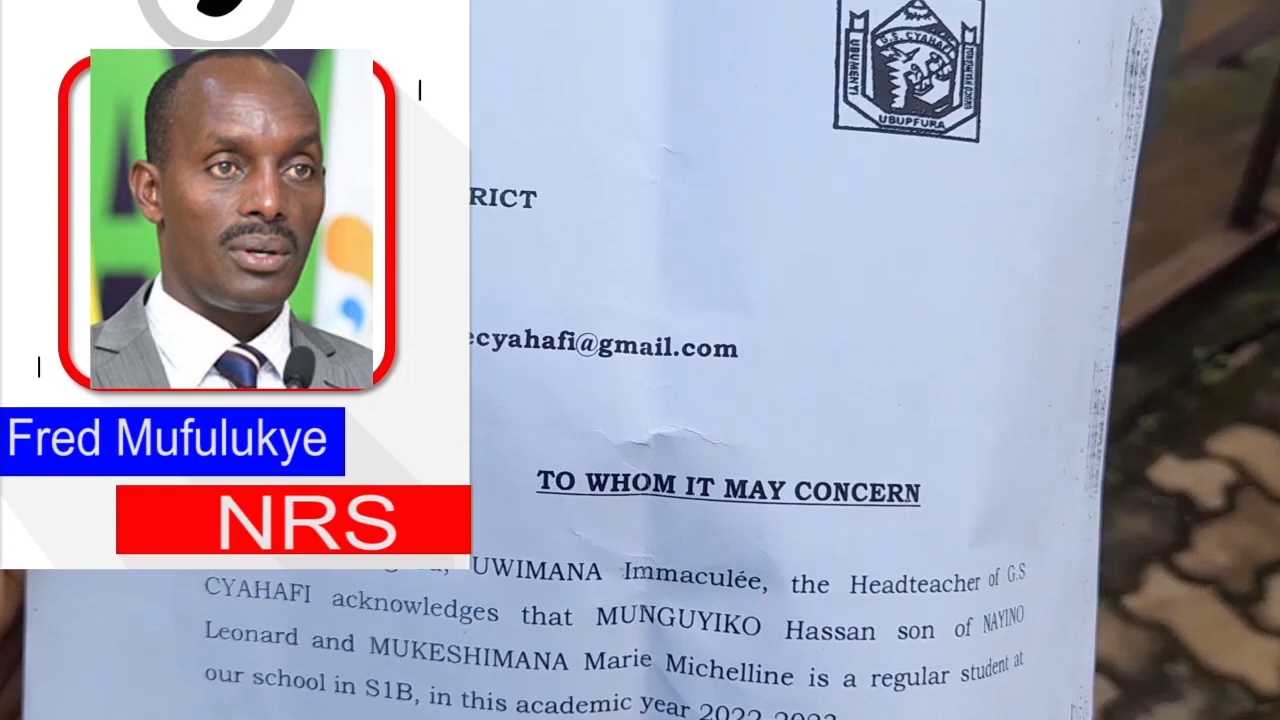 G.S. CYAHAFI
UBUMENYI
UBUPFURA
RICT
ecyahafi@gmail.com
Fred Mufulukye
NRS
TO WHOM IT MAY CONCERN
UWIMANA Immaculée, the Headteacher of G.S
CYAHAFI acknowledges that MUNGUYIKO Hassan son of NAYINO
Leonard and MUKESHIMANA Marie Michelline is a regular student at
our school in S1B, in this academic year 2022-2023